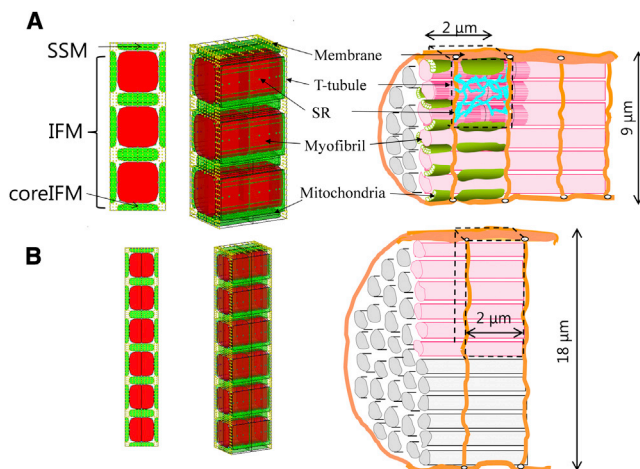 A
SSM
IFM
coreIFM
Membrane
T-tubule
SR
Myofibril
Mitochondria
2 μm
9 μm
B
2 μm
18 μm